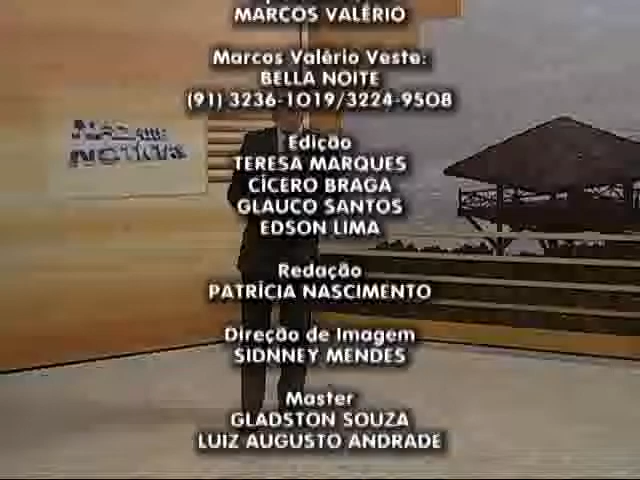 MARCOS VALÉRIO
Marcos Valério Veste:
BELLA NOITE
(91) 3236-1019/3224-9508
Edição
TERESA MARQUES
CÍCERO BRAGA
GLAUCO SANTOS
EDSON LIMA
Redação
PATRÍCIA NASCIMENTO
Direção de Imagem
SIDNNEY MENDES
Master
GLADSTON SOUZA
LUIZ AUGUSTO ANDRADE
NOTÍCIAS